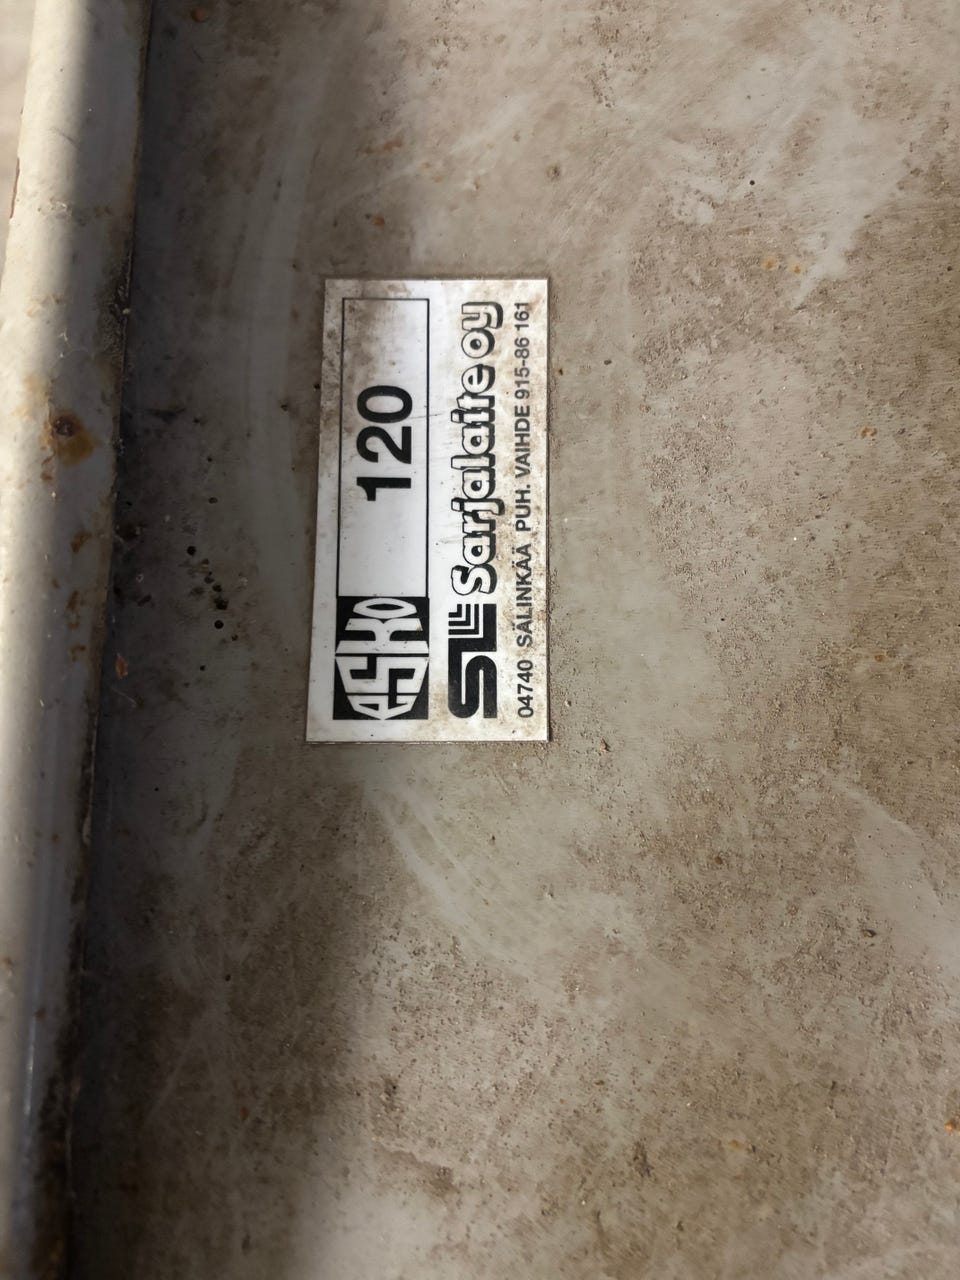 ASKO 120
SL Sarjalaite oy
04740 SÄLINKÄÄ PUH. VAIHDE 915-86 161